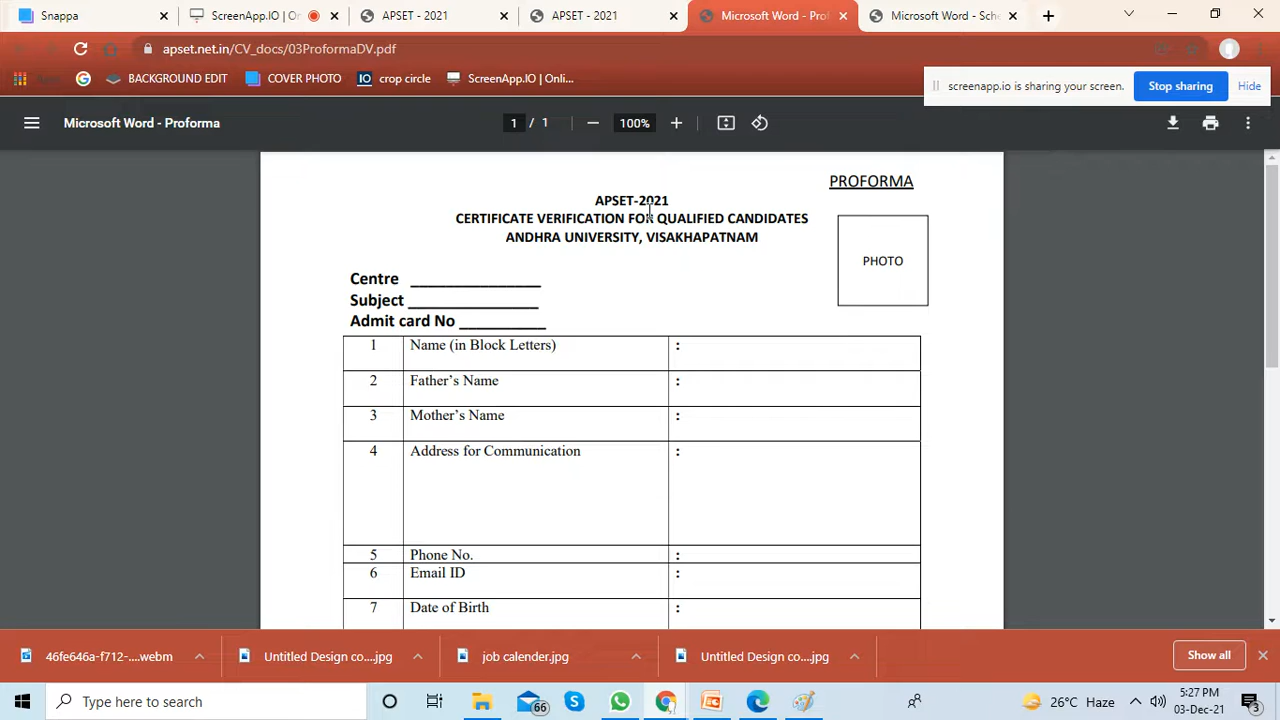 Snappa
ScreenApp.IO | On
APSET - 2021
APSET - 2021
Microsoft Word - Prof
Microsoft Word - Sche
apset.net.in/CV_docs/03ProformaDV.pdf
BACKGROUND EDIT
COVER PHOTO
IO crop circle
ScreenApp.IO | Onli...
screenapp.io is sharing your screen.
Stop sharing
Hide
Microsoft Word - Proforma
1 / 1
100%
PROFORMA
APSET-2021
CERTIFICATE VERIFICATION FOR QUALIFIED CANDIDATES
ANDHRA UNIVERSITY, VISAKHAPATNAM
PHOTO
Centre _______________
Subject _______________
Admit card No __________
1 Name (in Block Letters) :
2 Father’s Name :
3 Mother’s Name :
4 Address for Communication :
5 Phone No. :
6 Email ID :
7 Date of Birth :
46fe646a-f712-....webm
Untitled Design co....jpg
job calender.jpg
Untitled Design co....jpg
Show all
Type here to search
66
26°C Haze
5:27 PM
03-Dec-21
3